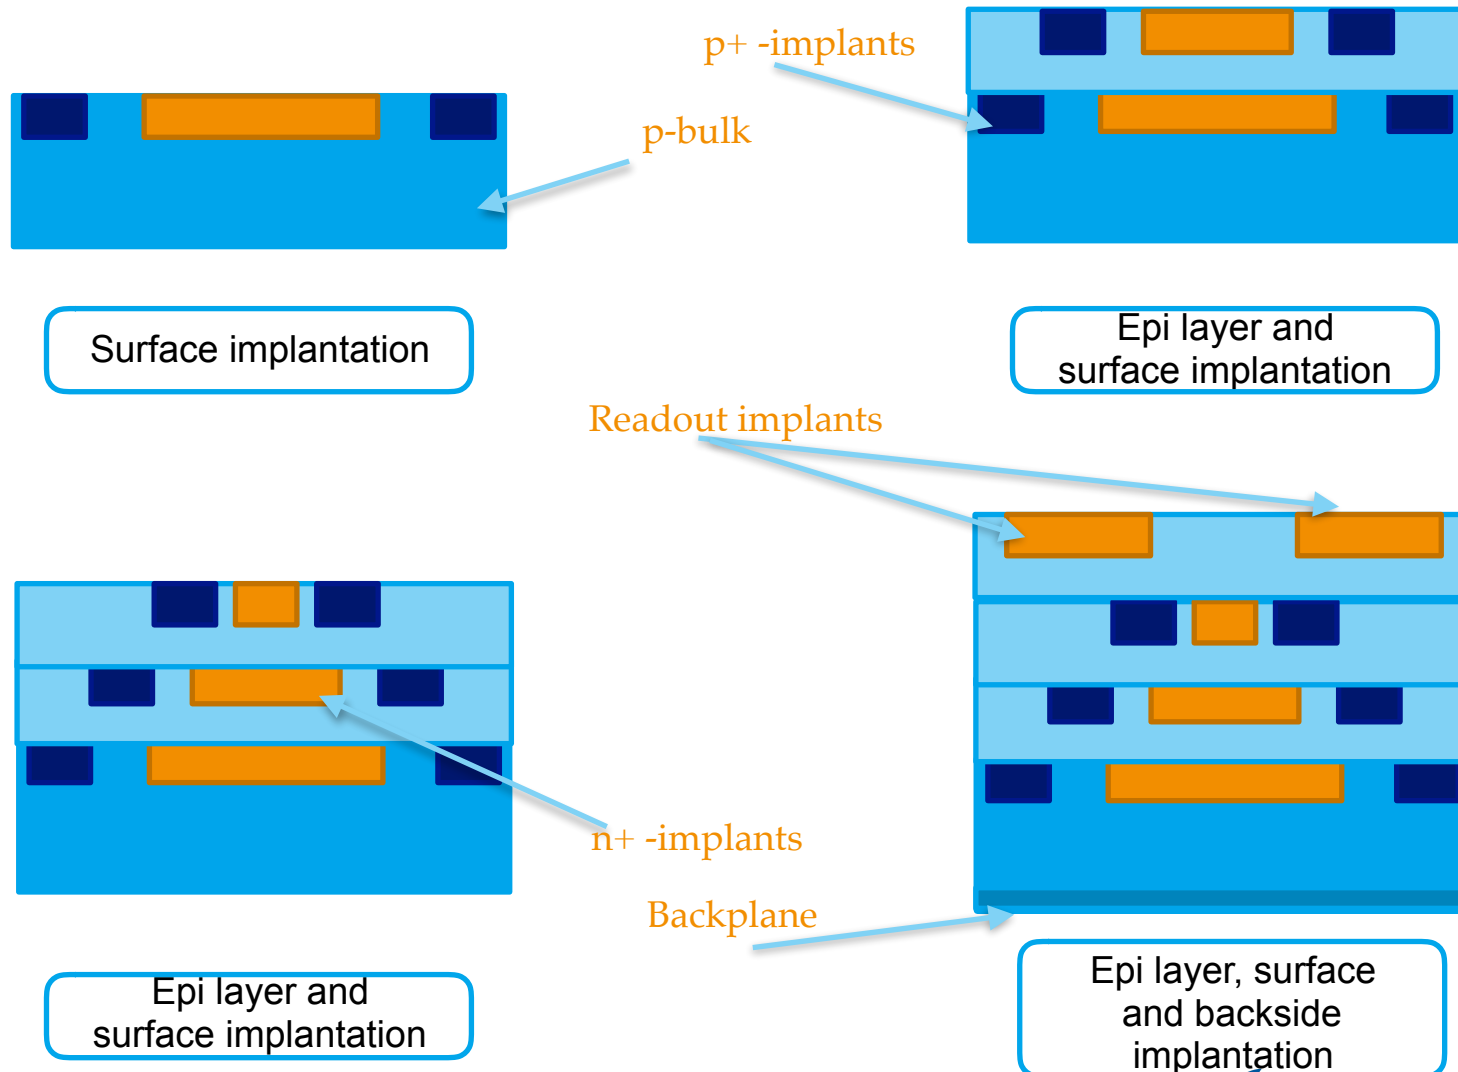 p+ -implants
p-bulk
Surface implantation
Epi layer and
surface implantation
Readout implants
n+ -implants
Backplane
Epi layer and
surface implantation
Epi layer, surface
and backside
implantation